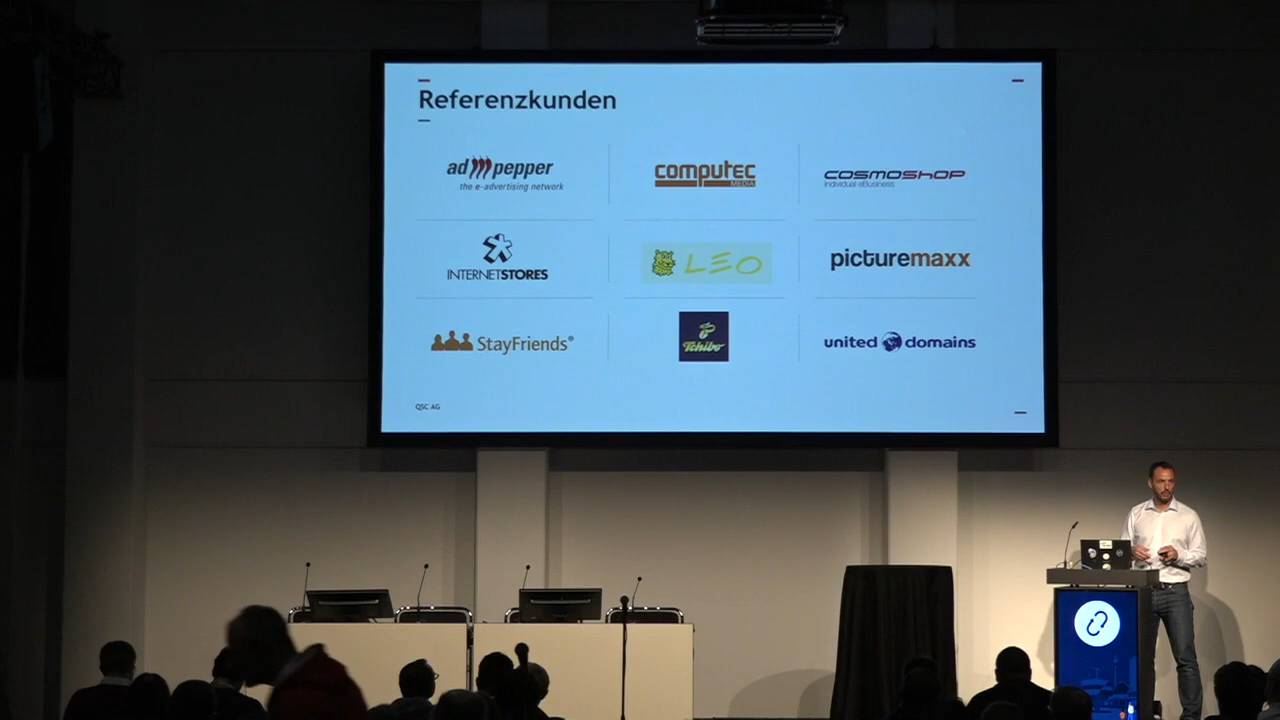 Referenzkunden
ad pepper
the e-advertising network
computec
MEDIA
COSMOSHOP
individual eBusiness
INTERNETSTORES
LEO
picturemaxx
StayFriends®
Tchibo
united domains
QSC AG